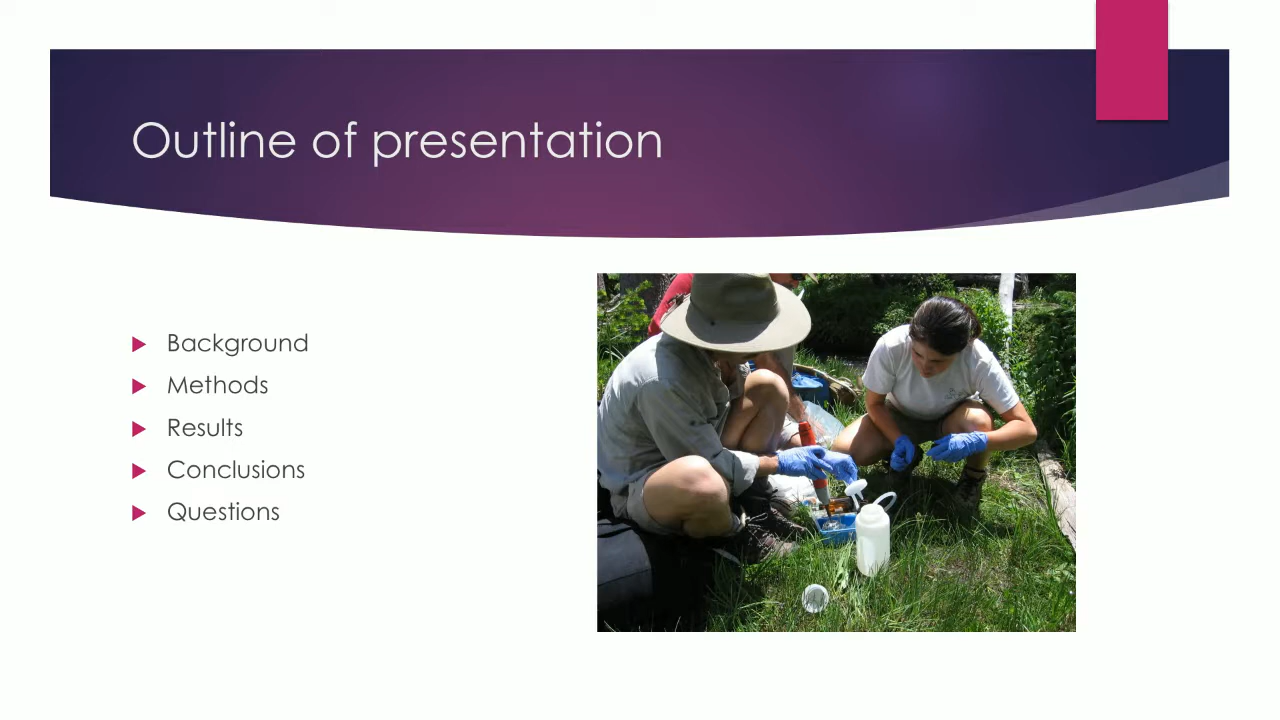 Outline of presentation
Background
Methods
Results
Conclusions
Questions